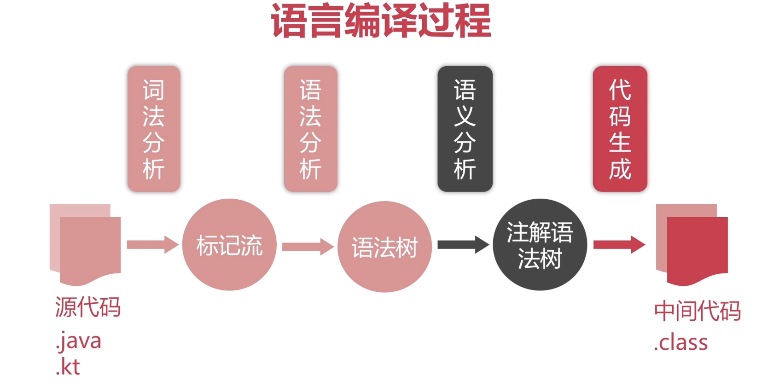 语言编译过程
词法分析
语法分析
语义分析
代码生成
标记流
语法树
注解语
法树
源代码
.java
.kt
中间代码
.class